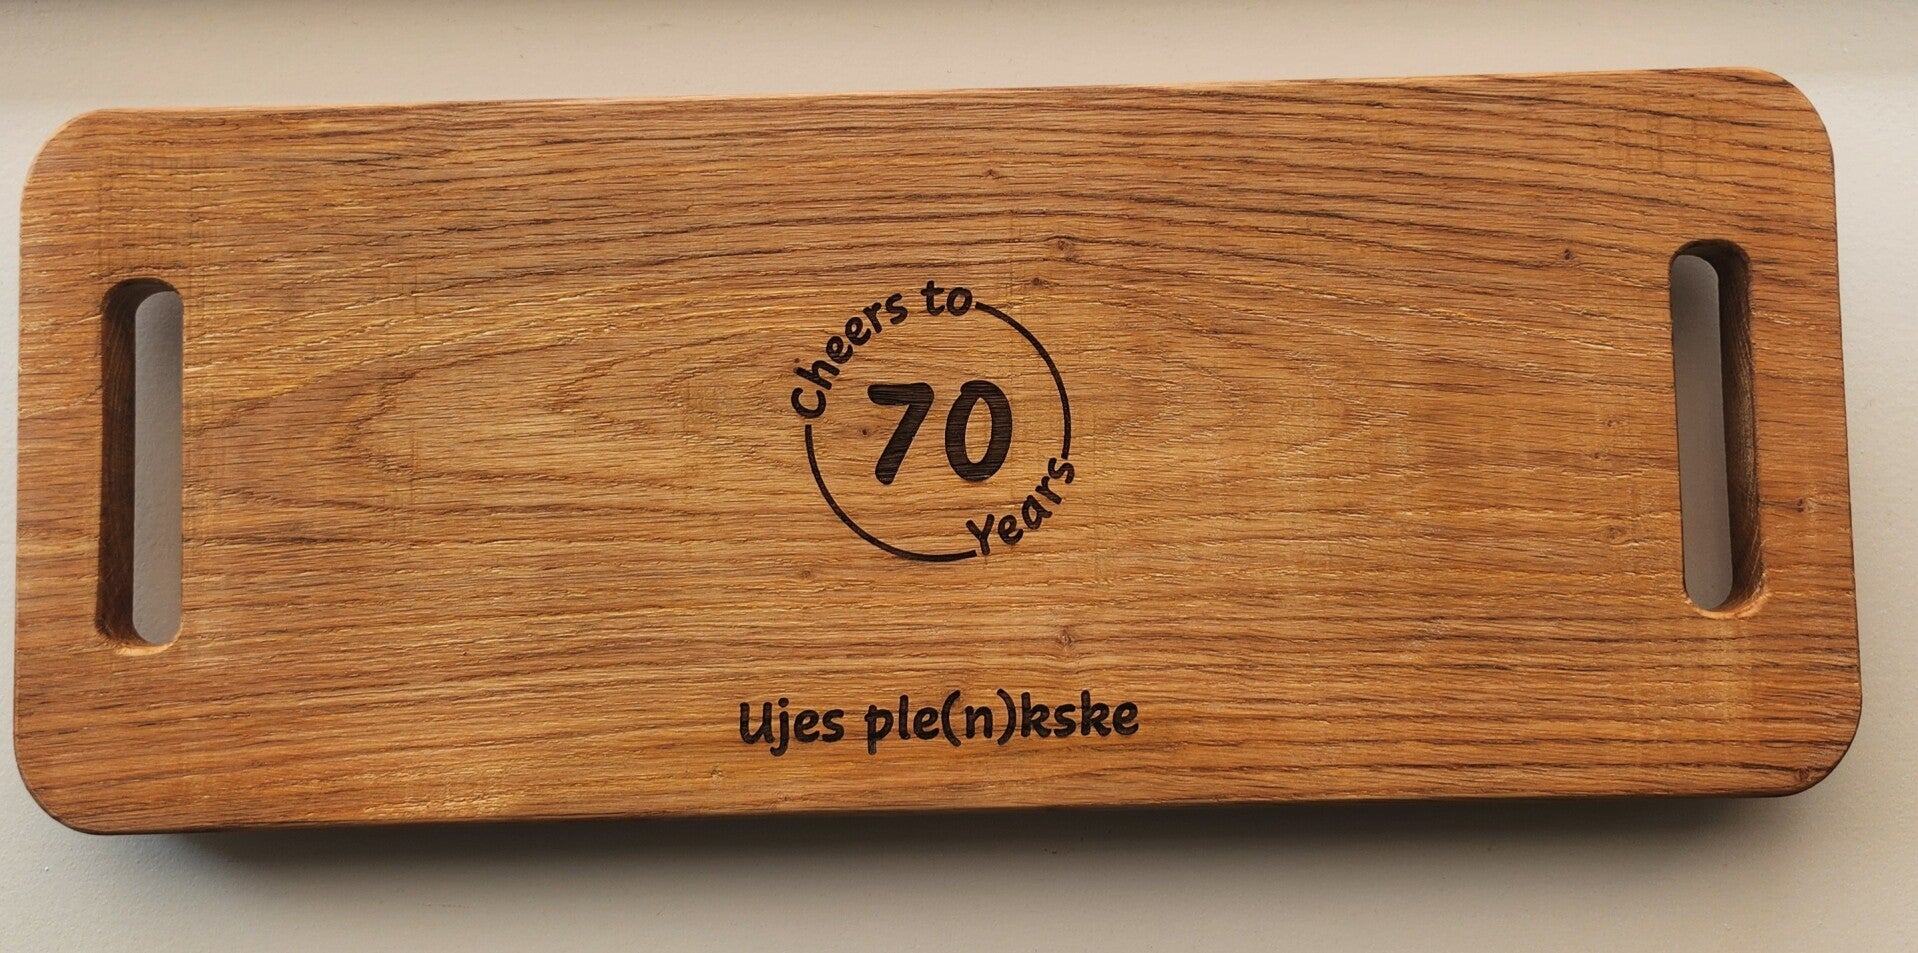 Cheers to
70
Years
Ujes ple(n)kske